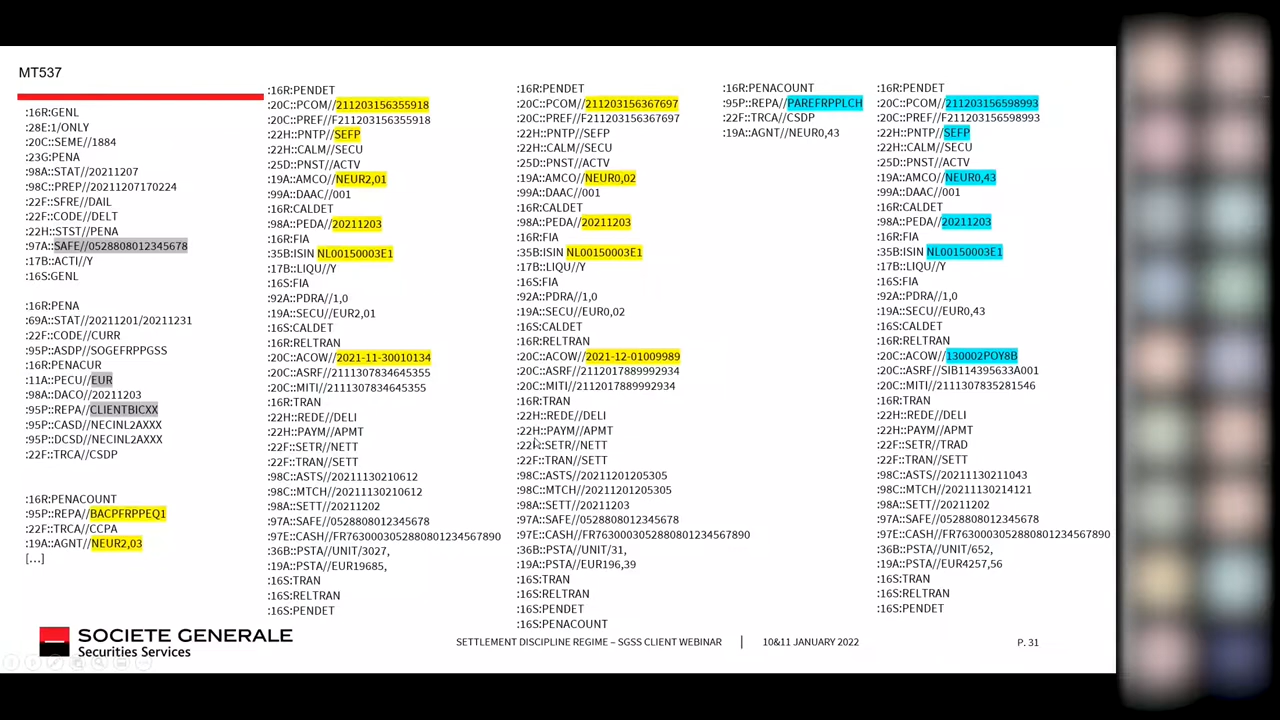 MT537
:16R:GENL
:28E:1/ONLY
:20C::SEME//1884
:23G:PENA
:98A::STAT//20211207
:98C::PREP//20211207170224
:22F::SFRE//DAIL
:22F::CODE//DELT
:22H::STST//PENA
:97A::SAFE//0528808012345678
:17B::ACTI//Y
:16S:GENL
:16R:PENA
:69A::STAT//20211201/20211231
:22F::CODE//CURR
:95P::ASDP//SOGEFRPPGSS
:16R:PENACUR
:11A::PECU//EUR
:98A::DACO//20211203
:95P::REPA//CLIENTBICXX
:95P::CASD//NECINL2AXXX
:95P::DCSD//NECINL2AXXX
:22F::TRCA//CSDP
:16R:PENACOUNT
:95P::REPA//BACPFRPPEQ1
:22F::TRCA//CCPA
:19A::AGNT//NEUR2,03
[…]
:16R:PENDET
:20C::PCOM//211203156355918
:20C::PREF//F211203156355918
:22H::PNTP//SEFP
:22H::CALM//SECU
:25D::PNST//ACTV
:19A::AMCO//NEUR2,01
:99A::DAAC//001
:16R:CALDET
:98A::PEDA//20211203
:16R:FIA
:35B:ISIN NL00150003E1
:17B::LIQU//Y
:16S:FIA
:92A::PDRA//1,0
:19A::SECU//EUR2,01
:16S:CALDET
:16R:RELTRAN
:20C::ACOW//2021-11-30010134
:20C::ASRF//2111307834645355
:20C::MITI//2111307834645355
:16R:TRAN
:22H::REDE//DELI
:22H::PAYM//APMT
:22F::SETR//NETT
:22F::TRAN//SETT
:98C::ASTS//20211130210612
:98C::MTCH//20211130210612
:98A::SETT//20211202
:97A::SAFE//0528808012345678
:97E::CASH//FR7630003052880801234567890
:36B::PSTA//UNIT/3027,
:19A::PSTA//EUR19685,
:16S:TRAN
:16S:RELTRAN
:16S:PENDET
:16R:PENDET
:20C::PCOM//211203156367697
:20C::PREF//F211203156367697
:22H::PNTP//SEFP
:22H::CALM//SECU
:25D::PNST//ACTV
:19A::AMCO//NEUR0,02
:99A::DAAC//001
:16R:CALDET
:98A::PEDA//20211203
:16R:FIA
:35B:ISIN NL00150003E1
:17B::LIQU//Y
:16S:FIA
:92A::PDRA//1,0
:19A::SECU//EUR0,02
:16S:CALDET
:16R:RELTRAN
:20C::ACOW//2021-12-01009989
:20C::ASRF//2112017889992934
:20C::MITI//2112017889992934
:16R:TRAN
:22H::REDE//DELI
:22H::PAYM//APMT
:22F::SETR//NETT
:22F::TRAN//SETT
:98C::ASTS//20211201205305
:98C::MTCH//20211201205305
:98A::SETT//20211203
:97A::SAFE//0528808012345678
:97E::CASH//FR7630003052880801234567890
:36B::PSTA//UNIT/31,
:19A::PSTA//EUR196,39
:16S:TRAN
:16S:RELTRAN
:16S:PENDET
:16S:PENACOUNT
:16R:PENACOUNT
:95P::REPA//PAREFRPPLCH
:22F::TRCA//CSDP
:19A::AGNT//NEUR0,43
:16R:PENDET
:20C::PCOM//211203156598993
:20C::PREF//F211203156598993
:22H::PNTP//SEFP
:22H::CALM//SECU
:25D::PNST//ACTV
:19A::AMCO//NEUR0,43
:99A::DAAC//001
:16R:CALDET
:98A::PEDA//20211203
:16R:FIA
:35B:ISIN NL00150003E1
:17B::LIQU//Y
:16S:FIA
:92A::PDRA//1,0
:19A::SECU//EUR0,43
:16S:CALDET
:16R:RELTRAN
:20C::ACOW//130002POY8B
:20C::ASRF//SIB114395633A001
:20C::MITI//2111307835281546
:16R:TRAN
:22H::REDE//DELI
:22H::PAYM//APMT
:22F::SETR//TRAD
:22F::TRAN//SETT
:98C::ASTS//20211130211043
:98C::MTCH//20211130214121
:98A::SETT//20211202
:97A::SAFE//0528808012345678
:97E::CASH//FR7630003052880801234567890
:36B::PSTA//UNIT/652,
:19A::PSTA//EUR4257,56
:16S:TRAN
:16S:RELTRAN
:16S:PENDET
SOCIETE GENERALE
Securities Services
SETTLEMENT DISCIPLINE REGIME – SGSS CLIENT WEBINAR
10&11 JANUARY 2022
P. 31